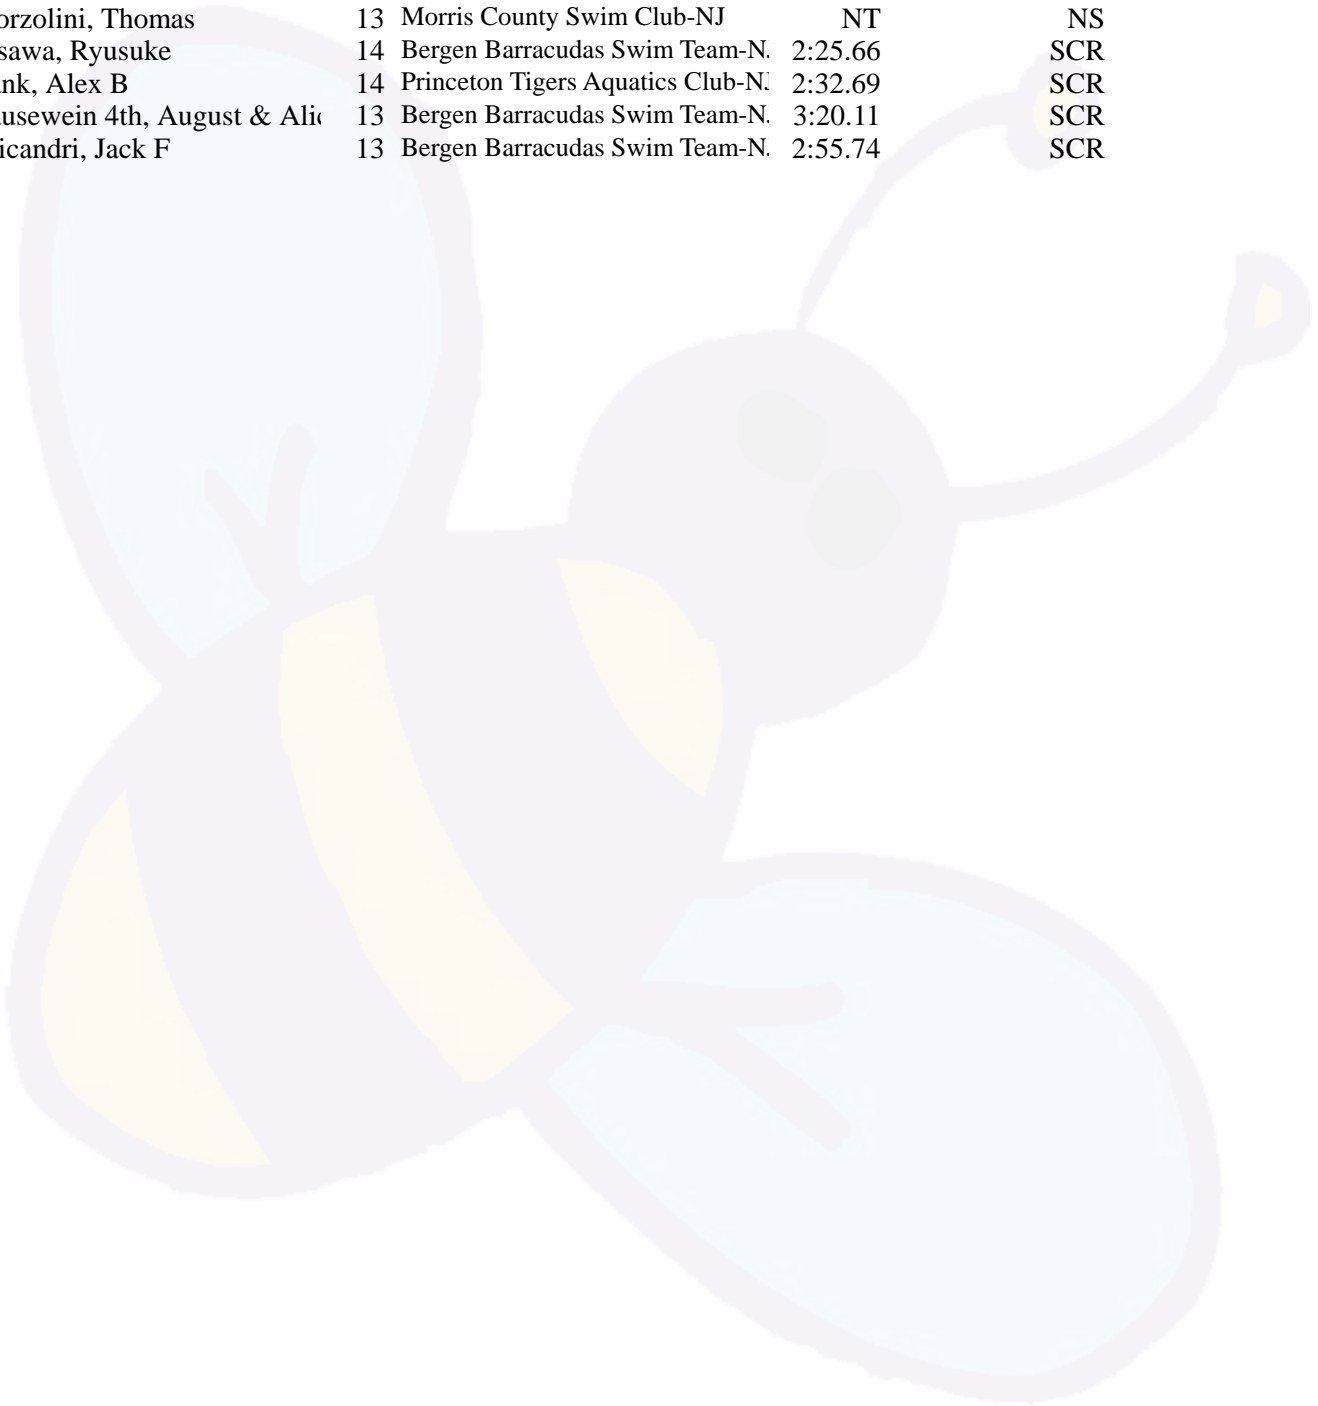 orzolini, Thomas 13 Morris County Swim Club-NJ NT NS
sawa, Ryusuke 14 Bergen Barracudas Swim Team-N. 2:25.66 SCR
nk, Alex B 14 Princeton Tigers Aquatics Club-NJ 2:32.69 SCR
usewein 4th, August & Alic 13 Bergen Barracudas Swim Team-N. 3:20.11 SCR
icandri, Jack F 13 Bergen Barracudas Swim Team-N. 2:55.74 SCR